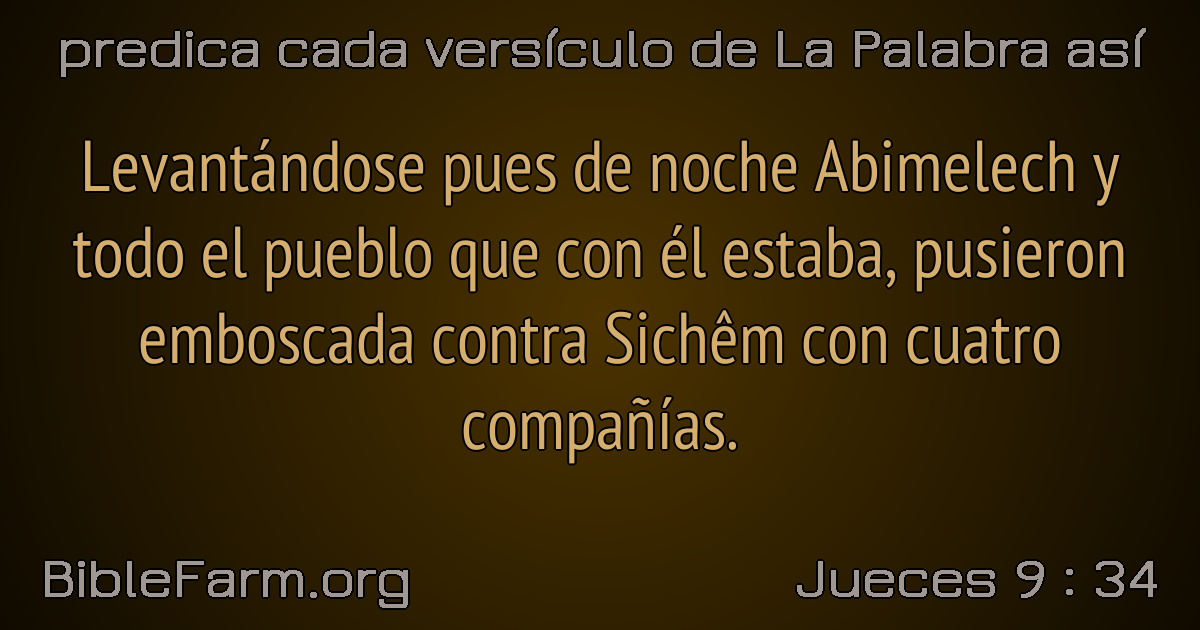 predica cada versículo de La Palabra así
Levantándose pues de noche Abimelech y
todo el pueblo que con él estaba, pusieron
emboscada contra Sichêm con cuatro
compañías.
BibleFarm.org
Jueces 9 : 34